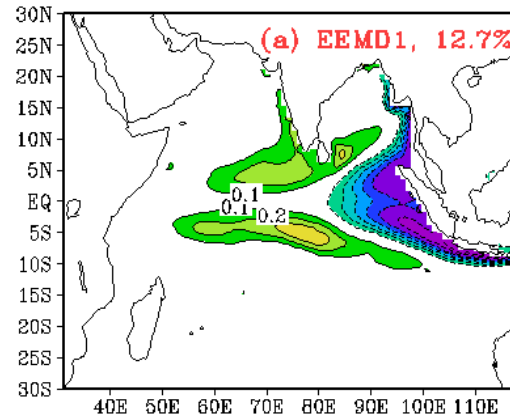 30N
(a) EEMD1, 12.7%
25N
20N
15N
10N
5N
EQ
0.1
0.1
0.2
5S
10S
15S
20S
25S
30S
40E 50E 60E 70E 80E 90E 100E 110E